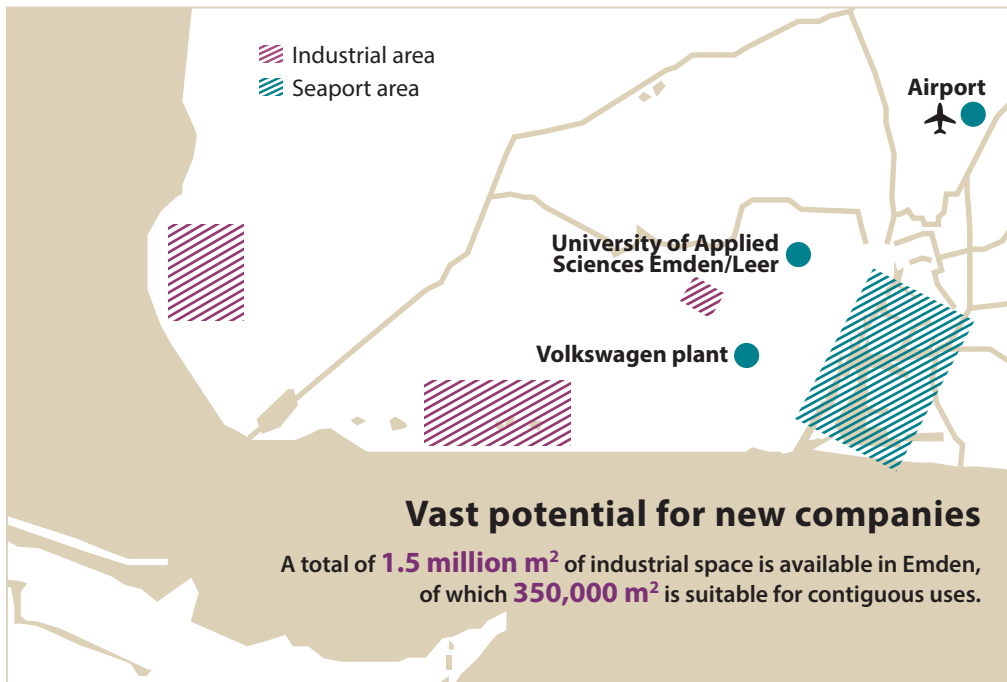 Industrial area
Seaport area
Airport
University of Applied
Sciences Emden/Leer
Volkswagen plant
Vast potential for new companies
A total of 1.5 million m² of industrial space is available in Emden,
of which 350,000 m² is suitable for contiguous uses.